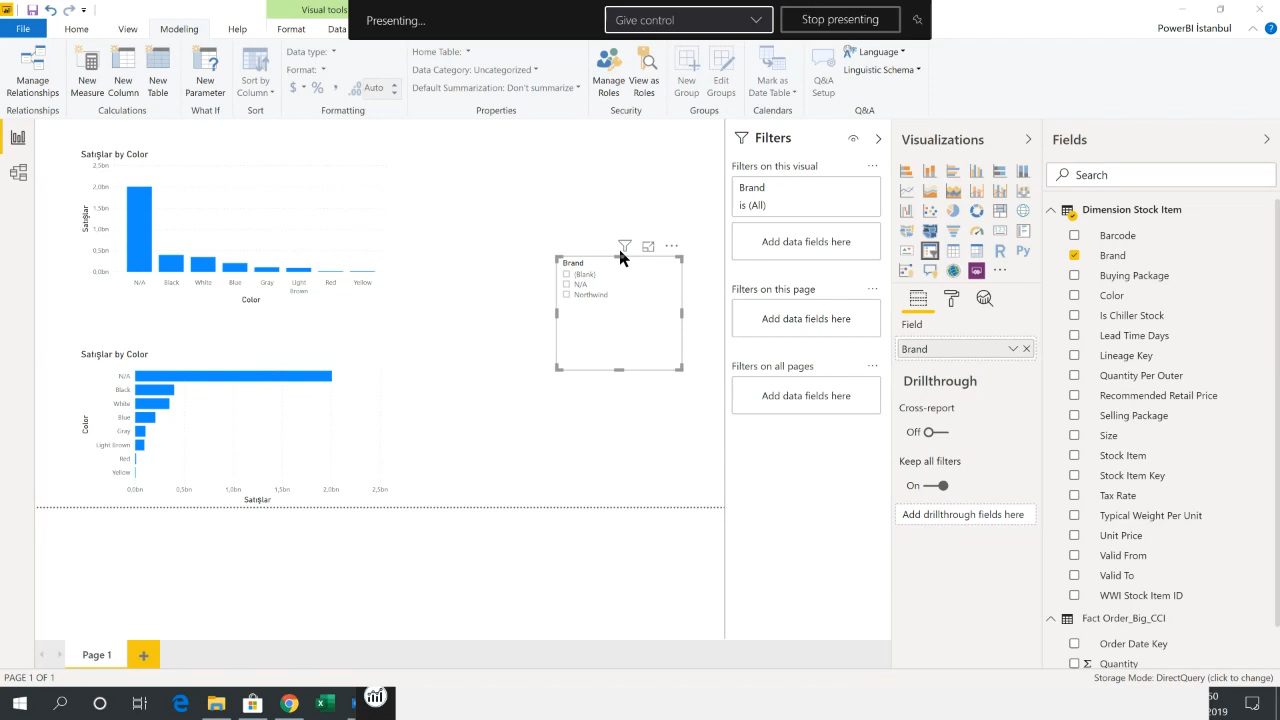 Visual tools
Presenting...
Give control
Stop presenting
File
Home
View
Modeling
Help
Format
Data
PowerBI İstanbul
Manage Relationships
New Measure
New Column
New Table
New Parameter
Sort by Column
Data type:
Format:
$ % , Auto
Home Table:
Data Category: Uncategorized
Default Summarization: Don't summarize
Manage Roles
View as Roles
New Group
Edit Groups
Mark as Date Table
Q&A Setup
Language
Linguistic Schema
Relationships
Calculations
What If
Sort
Formatting
Properties
Security
Groups
Calendars
Q&A
Satışlar by Color
2,5bn
2,0bn
1,5bn
1,0bn
0,5bn
0,0bn
Satışlar
N/A
Black
White
Blue
Gray
Light Brown
Red
Yellow
Color
Satışlar by Color
Color
N/A
Black
White
Blue
Gray
Light Brown
Red
Yellow
0,0bn
0,5bn
1,0bn
1,5bn
2,0bn
2,5bn
Satışlar
Brand
(Blank)
N/A
Northwind
Filters
Filters on this visual
Brand
is (All)
Add data fields here
Filters on this page
Add data fields here
Filters on all pages
Add data fields here
Visualizations
R
Py
Field
Brand
Drillthrough
Cross-report
Off
Keep all filters
On
Add drillthrough fields here
Fields
Search
Dimension Stock Item
Barcode
Brand
Buying Package
Color
Is Chiller Stock
Lead Time Days
Lineage Key
Quantity Per Outer
Recommended Retail Price
Selling Package
Size
Stock Item
Stock Item Key
Tax Rate
Typical Weight Per Unit
Unit Price
Valid From
Valid To
WWI Stock Item ID
Fact Order_Big_CCI
Order Date Key
Σ Quantity
Page 1
PAGE 1 OF 1
Storage Mode: DirectQuery (click to change)
50
2019